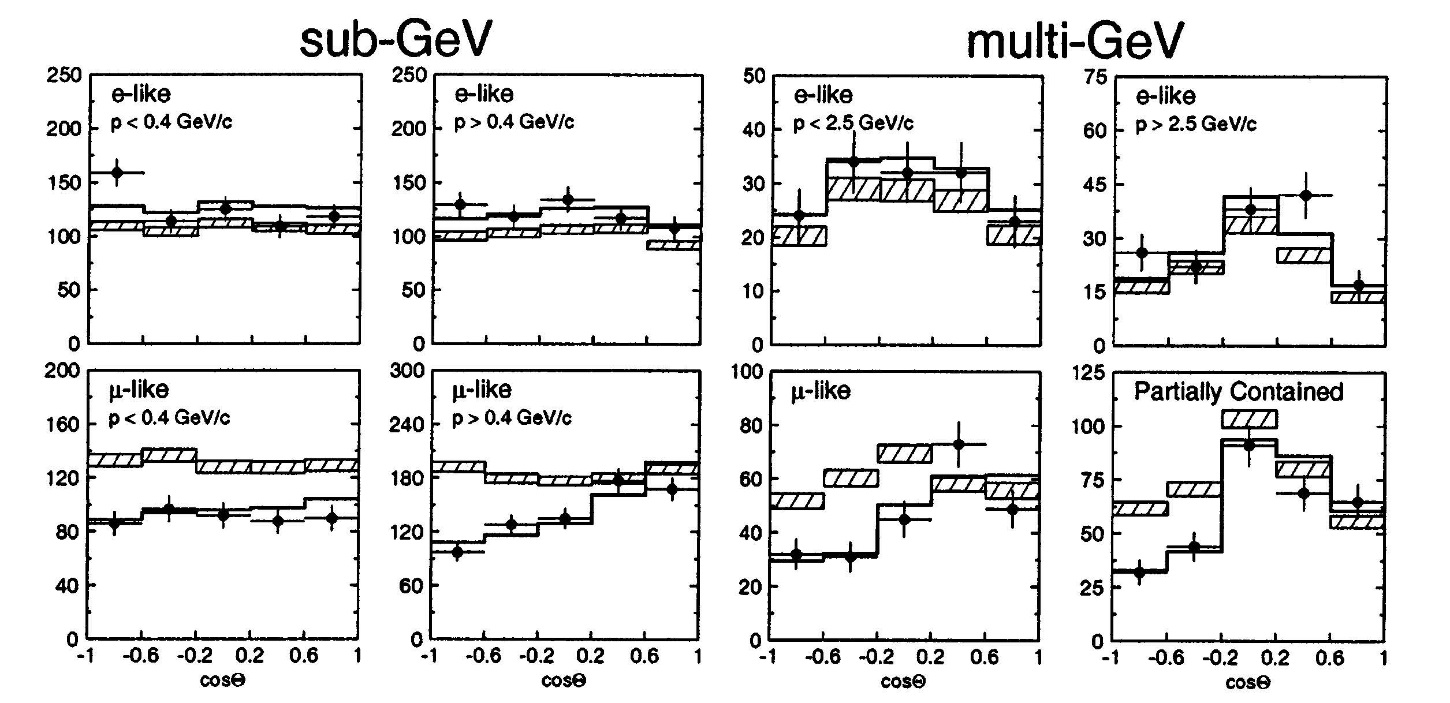 sub-GeV
multi-GeV
250
200
150
100
50
0
e-like
p < 0.4 GeV/c
250
200
150
100
50
0
e-like
p > 0.4 GeV/c
50
40
30
20
10
0
e-like
p < 2.5 GeV/c
75
60
45
30
15
0
e-like
p > 2.5 GeV/c
200
160
120
80
40
0
μ-like
p < 0.4 GeV/c
-1 -0.6 -0.2 0.2 0.6 1
cosΘ
300
240
180
120
60
0
μ-like
p > 0.4 GeV/c
-1 -0.6 -0.2 0.2 0.6 1
cosΘ
100
80
60
40
20
0
μ-like
-1 -0.6 -0.2 0.2 0.6 1
cosΘ
125
100
75
50
25
0
Partially Contained
-1 -0.6 -0.2 0.2 0.6 1
cosΘ